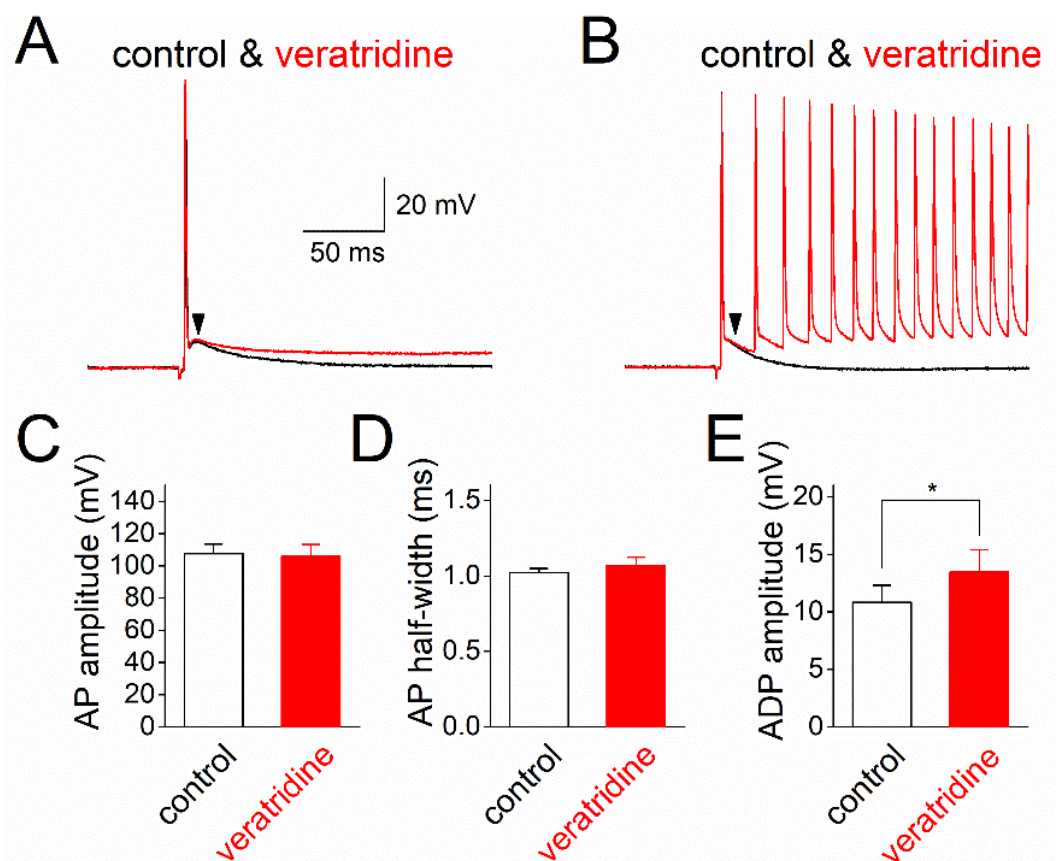 A
control & veratridine
20 mV
50 ms
B
control & veratridine
C
AP amplitude (mV)
140
120
100
80
60
40
20
0
control
veratridine
D
AP half-width (ms)
1.5
1.0
0.5
0.0
control
veratridine
E
ADP amplitude (mV)
20
15
10
5
0
*
control
veratridine